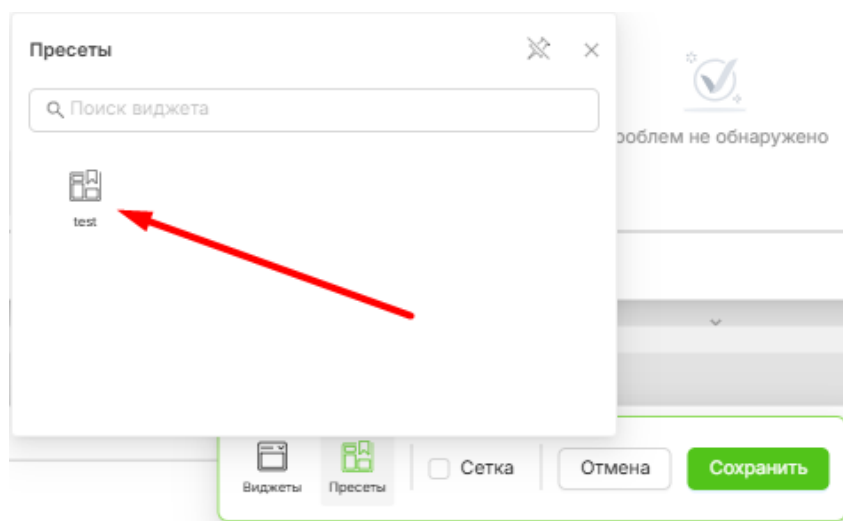 Пресеты
Поиск виджета
роблем не обнаружено
test
Виджеты
Пресеты
Сетка
Отмена
Сохранить